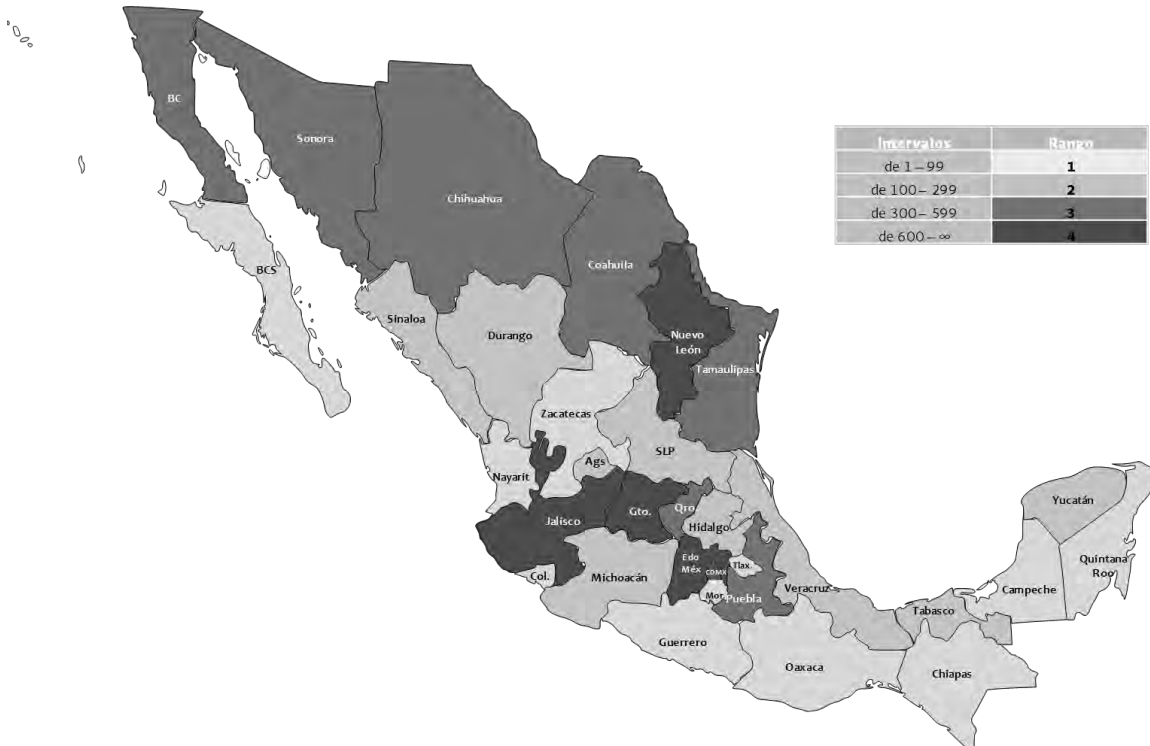 BC
Sonora
Chihuahua
Coahuila
BCS
Sinaloa
Durango
Nuevo
León
Tamaulipas
Zacatecas
SLP
Ags
Nayarit
Jalisco
Gto.
Qro
Hidalgo
Edo
Méx
CDMX
Tlax.
Col.
Michoacán
Mor.
Puebla
Veracruz
Guerrero
Oaxaca
Tabasco
Chiapas
Campeche
Yucatán
Quintana
Roo
Intervalos Rango
de 1 – 99 1
de 100 – 299 2
de 300 – 599 3
de 600 – ∞ 4